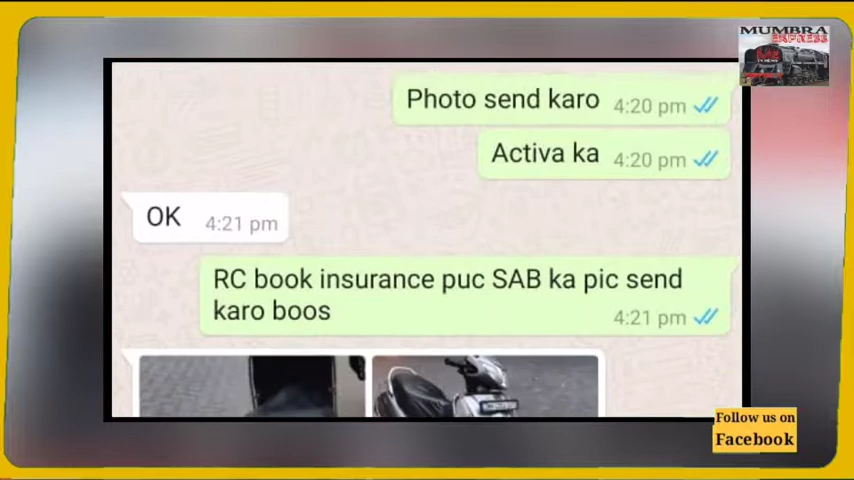 MUMBRA
EXPRESS
Photo send karo 4:20 pm
Activa ka 4:20 pm
OK 4:21 pm
RC book insurance puc SAB ka pic send
karo boos 4:21 pm
Follow us on
Facebook